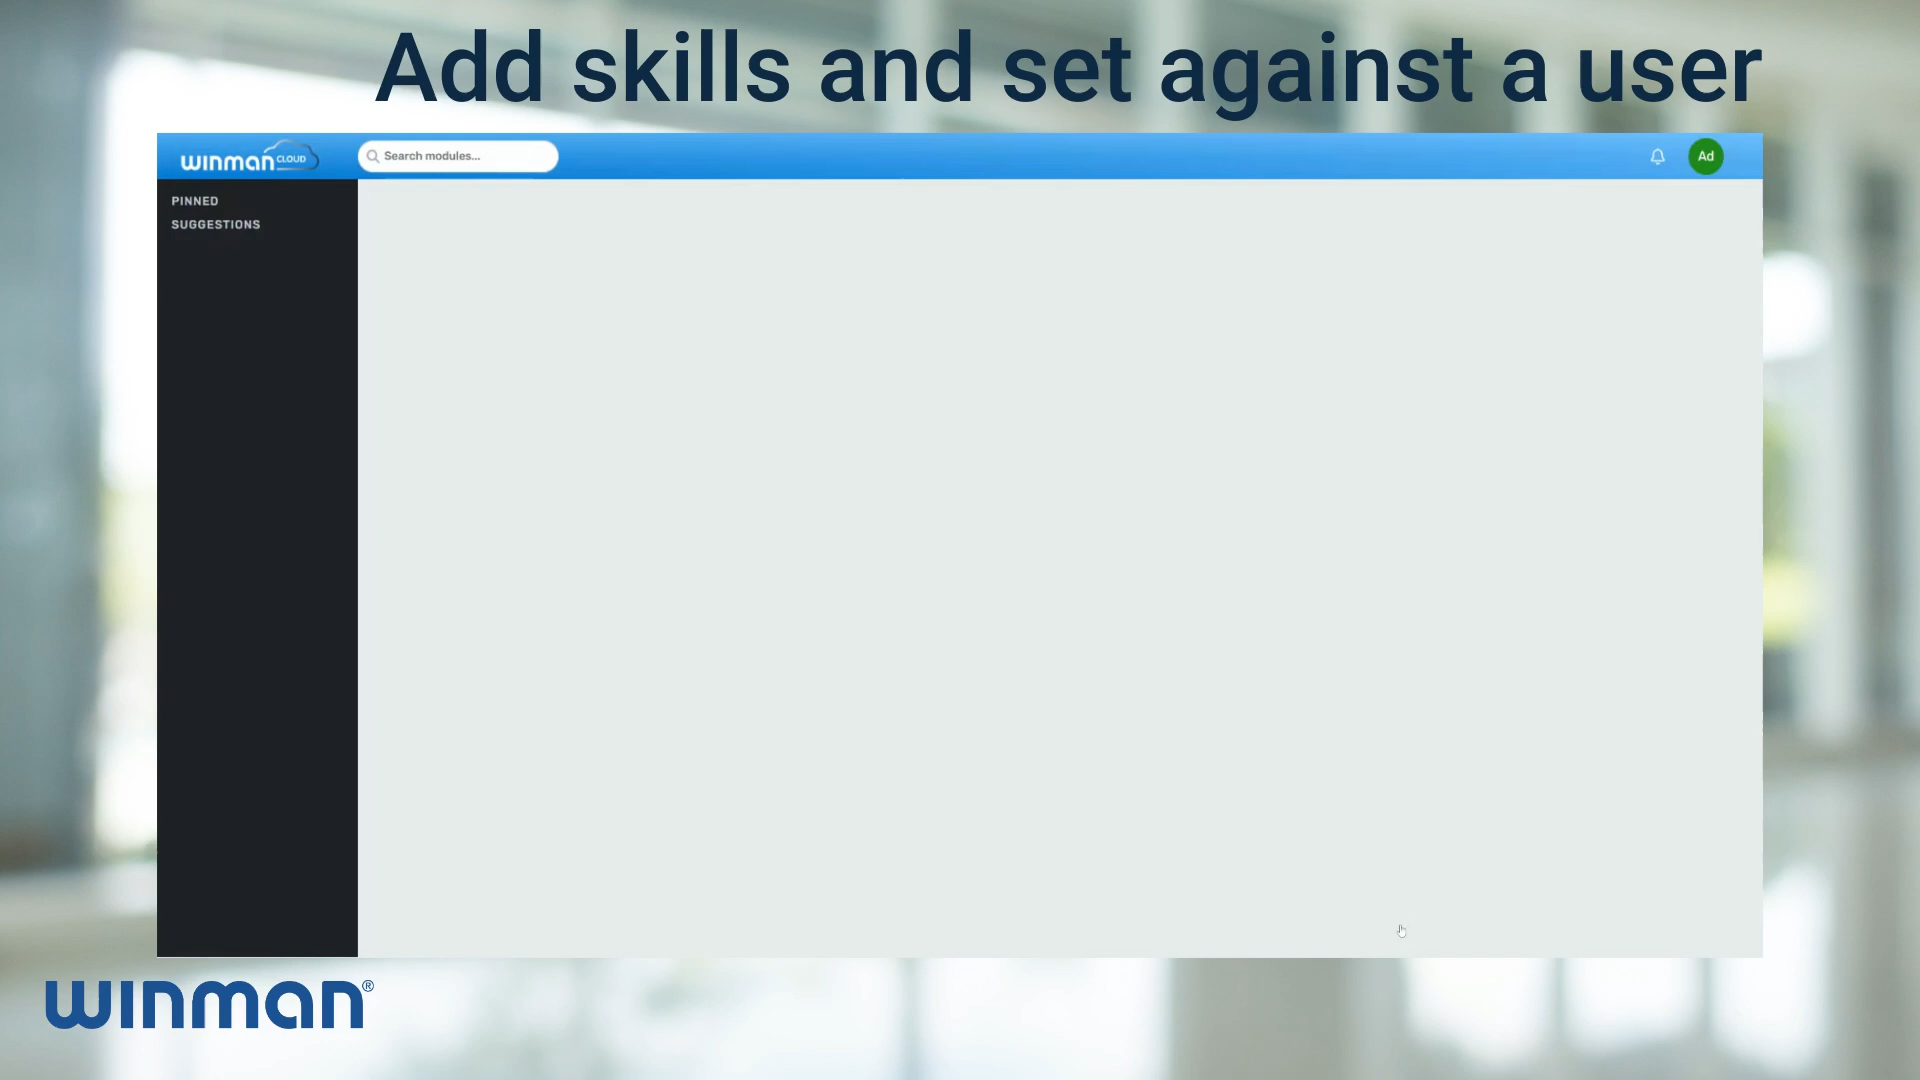 Add skills and set against a user
winman CLOUD
Search modules...
Ad
PINNED
SUGGESTIONS
winman®